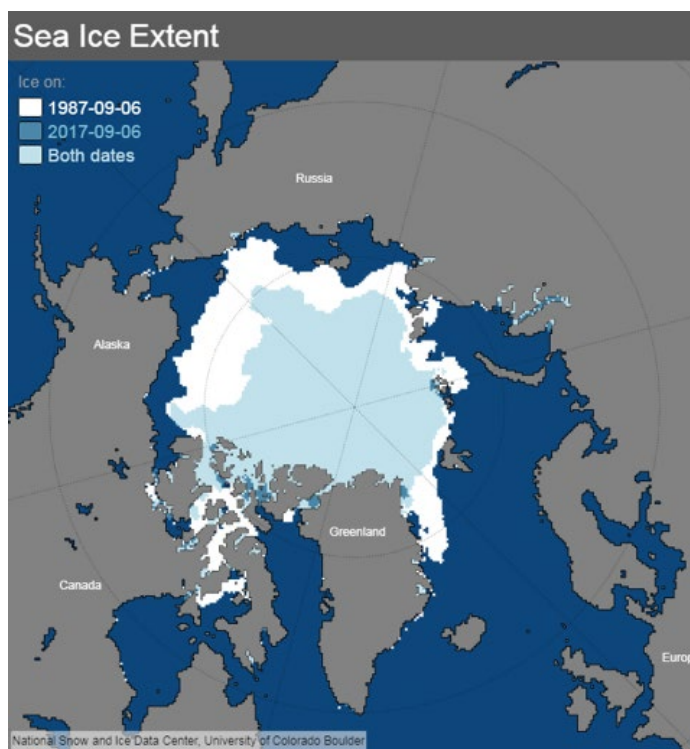 Sea Ice Extent
Ice on:
1987-09-06
2017-09-06
Both dates
Russia
Alaska
Greenland
Canada
Europ
National Snow and Ice Data Center, University of Colorado Boulder